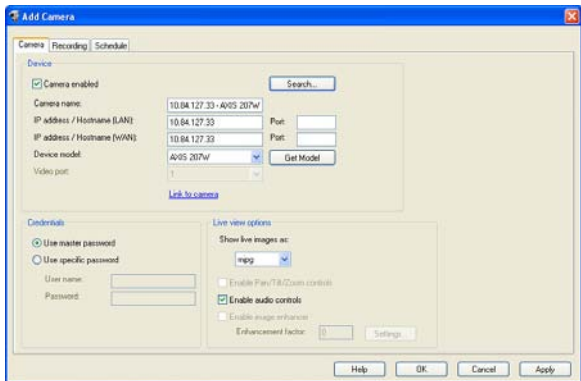 Add Camera
Camera Recording Schedule
Device
Camera enabled
Search...
Camera name: 10.84.127.33 - AXIS 207W
IP address / Hostname (LAN): 10.84.127.33 Port:
IP address / Hostname (WAN): 10.84.127.33 Port:
Device model: AXIS 207W Get Model
Video port: 1
Link to camera
Credentials
Use master password
Use specific password
User name:
Password:
Live view options
Show live images as:
mjpg
Enable Pan/Tilt/Zoom controls
Enable audio controls
Enable image enhancer
Enhancement factor: 0 Settings...
Help OK Cancel Apply